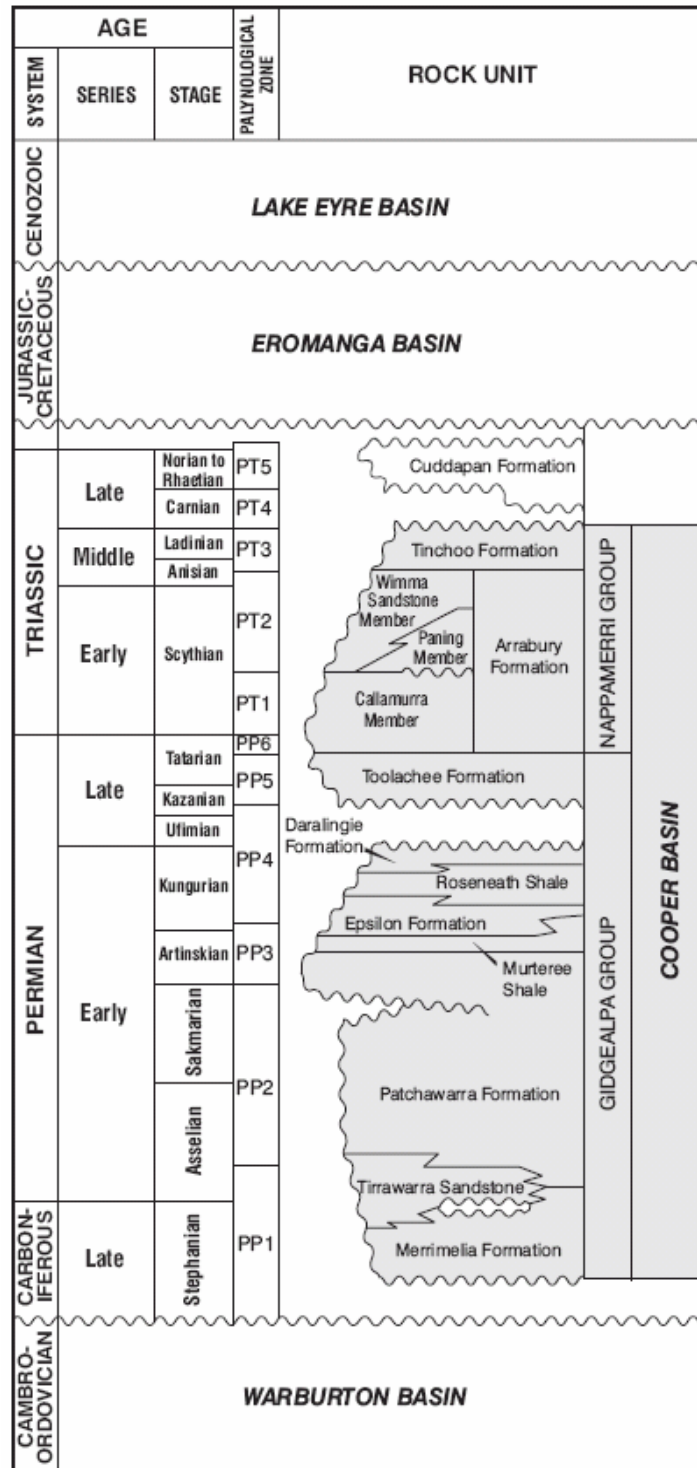 AGE
SYSTEM
SERIES
STAGE
PALYNOLOGICAL
ZONE
ROCK UNIT
CENOZOIC
LAKE EYRE BASIN
JURASSIC-
CRETACEOUS
EROMANGA BASIN
TRIASSIC
Late
Norian to
Rhaetian
PT5
Cuddapan Formation
Carnian
PT4
Middle
Ladinian
PT3
Tinchoo Formation
Anisian
Early
Scythian
PT2
Wimma
Sandstone
Member
Paning
Member
Arrabury
Formation
PT1
Callamurra
Member
NAPPAMERRI GROUP
PERMIAN
Late
Tatarian
PP6
PP5
Toolachee Formation
Kazanian
Ufimian
PP4
Daralingie
Formation
Early
Kungurian
Roseneath Shale
Epsilon Formation
Artinskian
PP3
Murteree
Shale
Sakmarian
PP2
Patchawarra Formation
Asselian
Tirrawarra Sandstone
GIDGEALPA GROUP
COOPER BASIN
CARBON-
IFEROUS
Late
Stephanian
PP1
Merrimelia Formation
CAMBRO-
ORDOVICIAN
WARBURTON BASIN